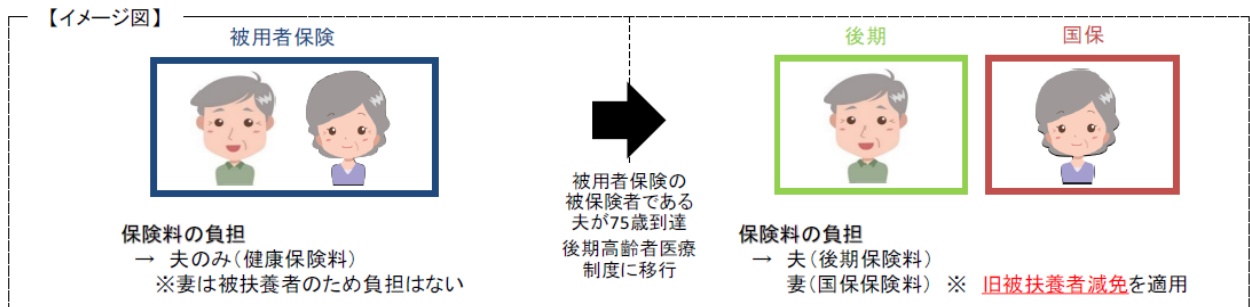 【イメージ図】
被用者保険
後期
国保
被用者保険の
被保険者である
夫が75歳到達
後期高齢者医療
制度に移行
保険料の負担
→ 夫のみ(健康保険料)
※妻は被扶養者のため負担はない
保険料の負担
→ 夫(後期保険料)
妻(国保保険料) ※ 旧被扶養者減免を適用